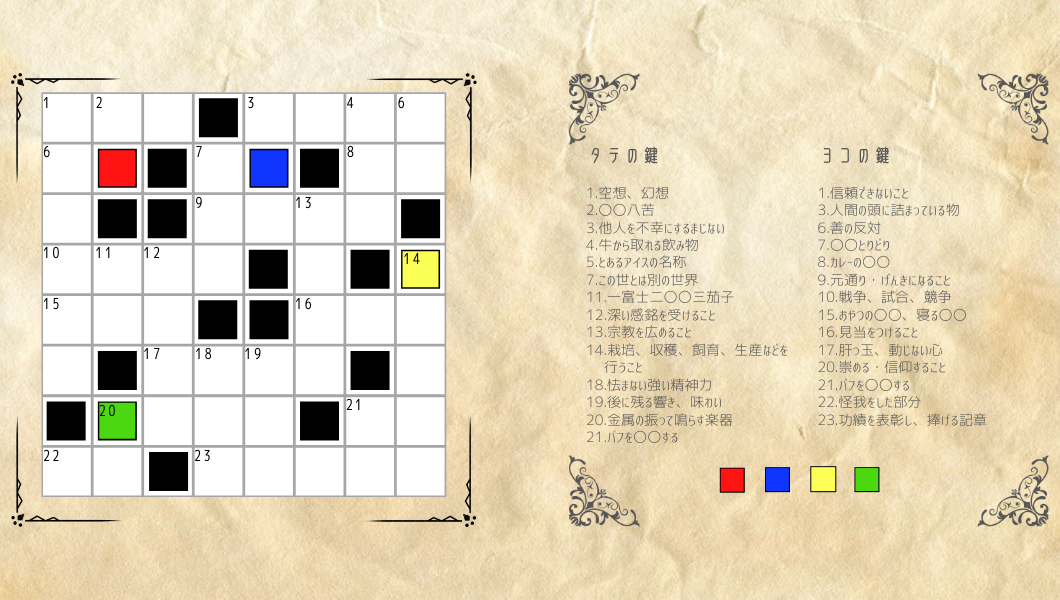 1 2 3 4 6
6 7 8
9 13
10 11 12 14
15 16
17 18 19
20 21
22 23
タテの鍵
1.空想、幻想
2.〇〇八苦
3.他人を不幸にするまじない
4.牛から取れる飲み物
5.とあるアイスの名称
7.この世とは別の世界
11.一富士二〇〇三茄子
12.深い感銘を受けること
13.宗教を広めること
14.栽培、収穫、飼育、生産などを
行うこと
18.怯まない強い精神力
19.後に残る響き、味わい
20.金属の振って鳴らす楽器
21.バフを〇〇する
ヨコの鍵
1.信頼できないこと
3.人間の頭に詰まっている物
6.善の反対
7.〇〇とりどり
8.カレーの〇〇
9.元通り・げんきになること
10.戦争、試合、競争
15.おやつの〇〇、寝る〇〇
16.見当をつけること
17.肝っ玉、動じない心
20.崇める・信仰すること
21.バフを〇〇する
22.怪我をした部分
23.功績を表彰し、捧げる記章